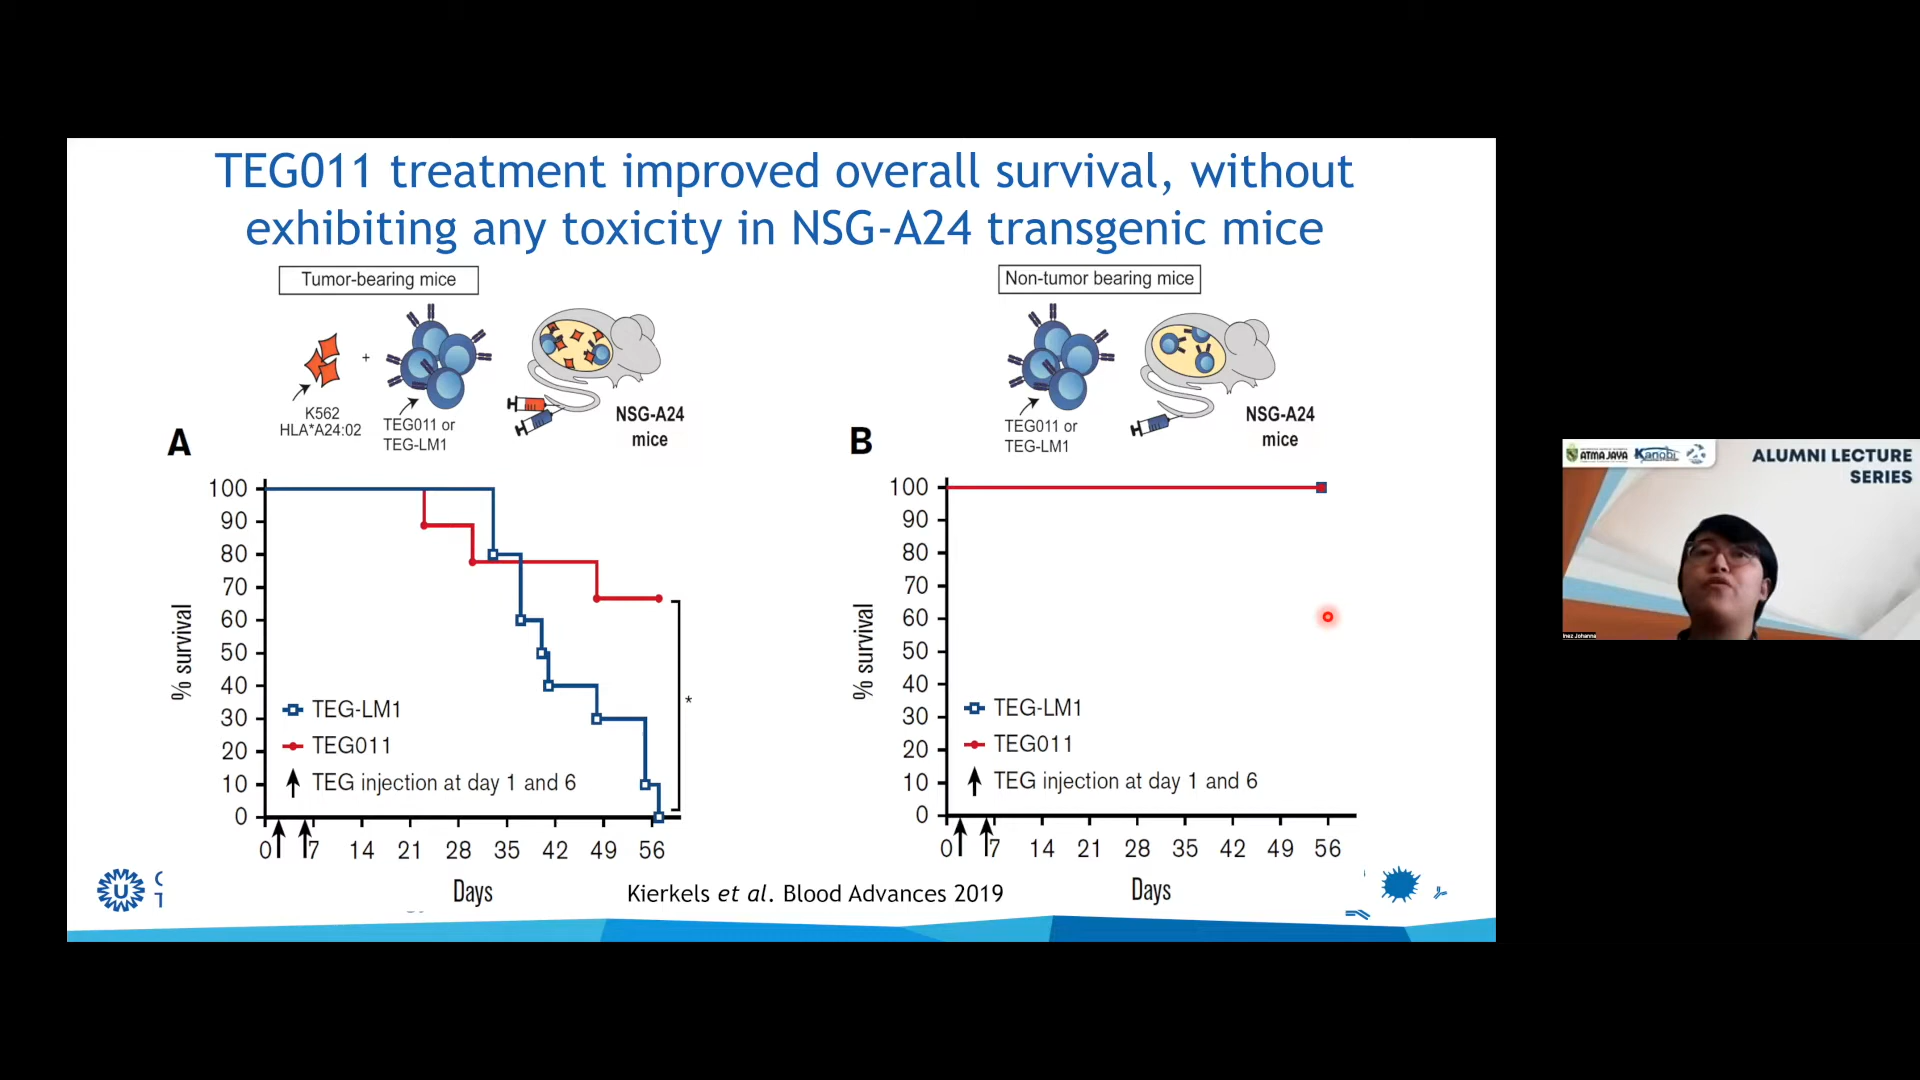 TEG011 treatment improved overall survival, without
exhibiting any toxicity in NSG-A24 transgenic mice
Tumor-bearing mice
+
K562
HLA*A24:02
TEG011 or
TEG-LM1
NSG-A24
mice
Non-tumor bearing mice
TEG011 or
TEG-LM1
NSG-A24
mice
A
100
90
80
70
60
50
40
30
20
10
0
% survival
TEG-LM1
TEG011
TEG injection at day 1 and 6
*
0 7 14 21 28 35 42 49 56
Days
B
100
90
80
70
60
50
40
30
20
10
0
% survival
TEG-LM1
TEG011
TEG injection at day 1 and 6
0 7 14 21 28 35 42 49 56
Days
Kierkels et al. Blood Advances 2019
U
ATMA JAYA
Kanobi
ALUMNI LECTURE
SERIES
Inez Johanna